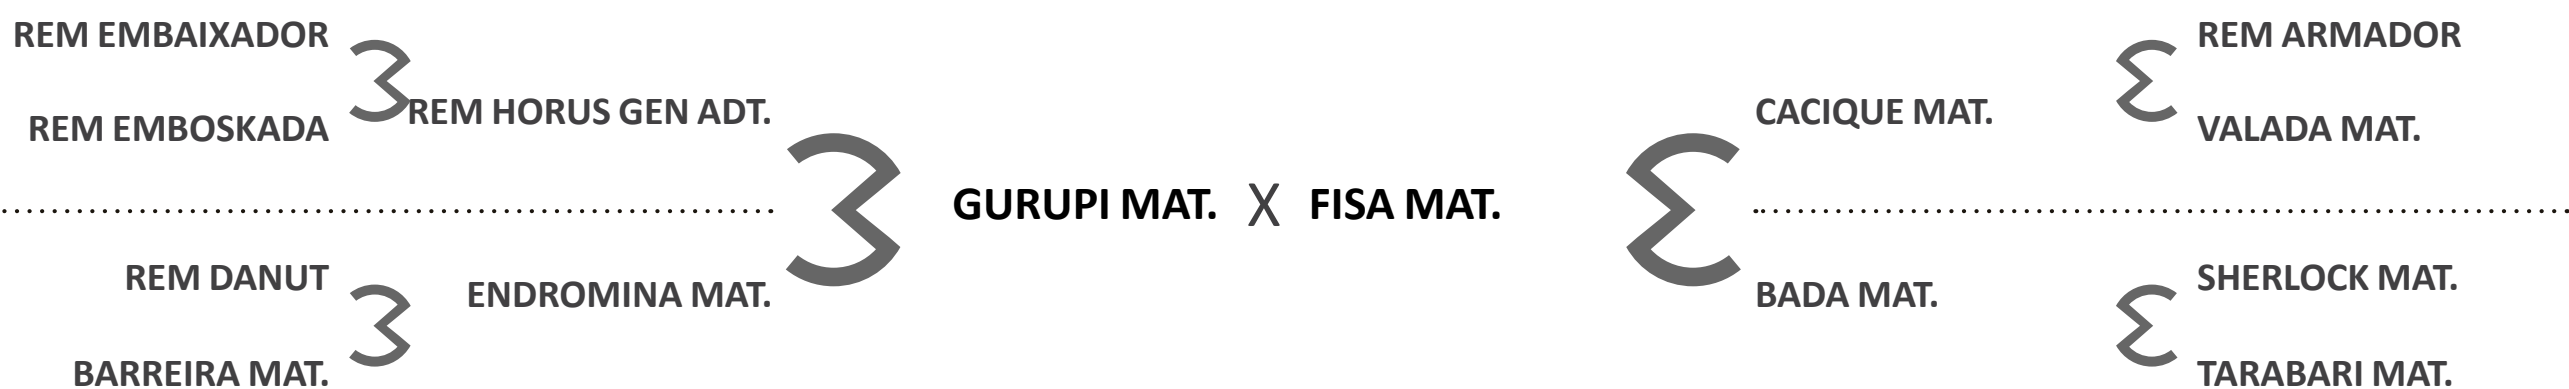 REM EMBAIXADOR
REM EMBOSKADA
REM HORUS GEN ADT.
REM DANUT
BARREIRA MAT.
ENDROMINA MAT.
GURUPI MAT. X FISA MAT.
CACIQUE MAT.
REM ARMADOR
VALADA MAT.
BADA MAT.
SHERLOCK MAT.
TARABARI MAT.